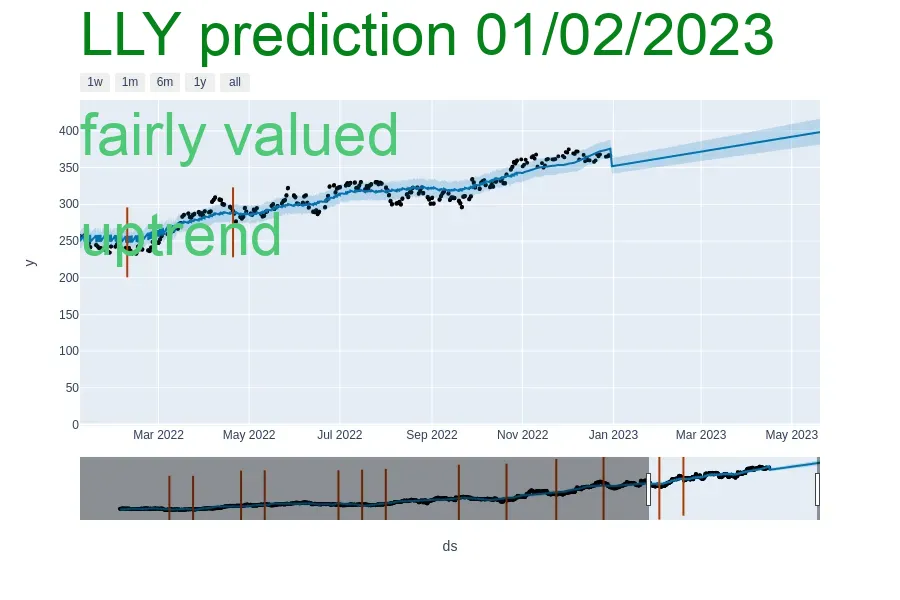 LLY prediction 01/02/2023
1w 1m 6m 1y all
fairly valued
uptrend
400
350
300
250
200
150
100
50
0
y
Mar 2022 May 2022 Jul 2022 Sep 2022 Nov 2022 Jan 2023 Mar 2023 May 2023
ds